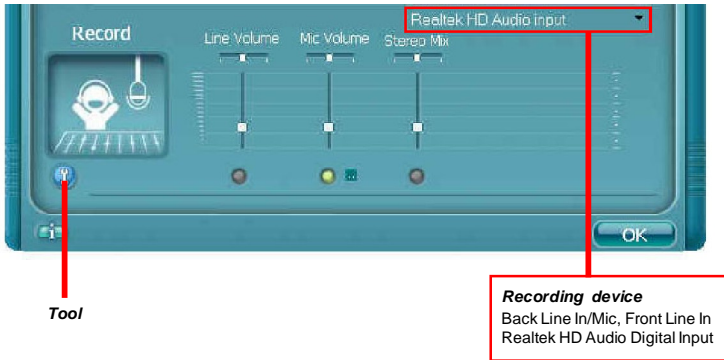 Realtek HD Audio input
Record
Line Volume Mic Volume Stereo Mix
OK
Tool
Recording device
Back Line In/Mic, Front Line In
Realtek HD Audio Digital Input